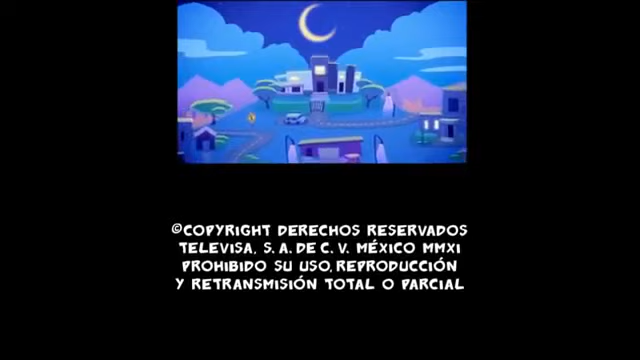 ©COPYRIGHT DERECHOS RESERVADOS
TELEVISA, S. A. DE C. V. MÉXICO MMXI
PROHIBIDO SU USO, REPRODUCCIÓN
Y RETRANSMISIÓN TOTAL O PARCIAL